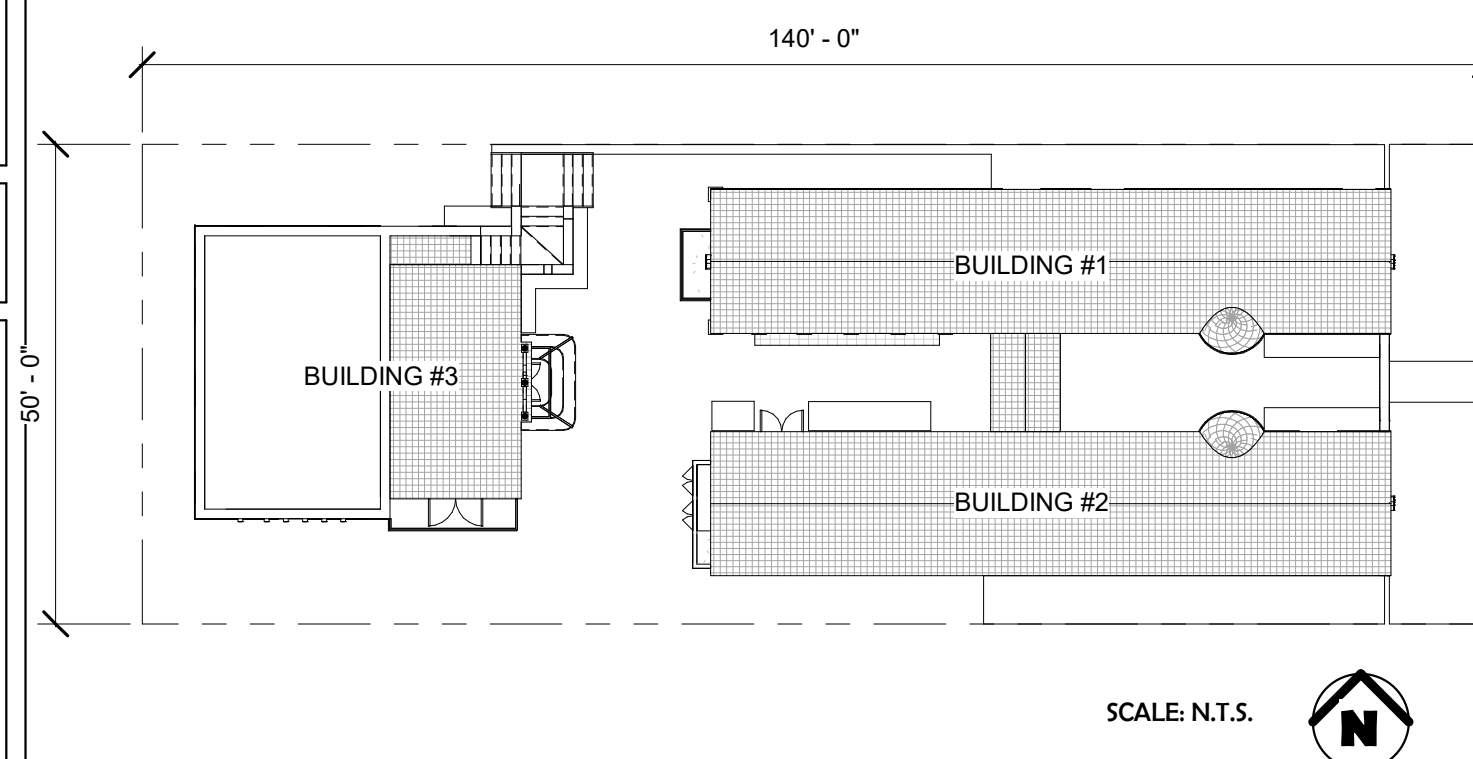 140' - 0"
BUILDING #1
BUILDING #3
50' - 0"
BUILDING #2
SCALE: N.T.S.
N